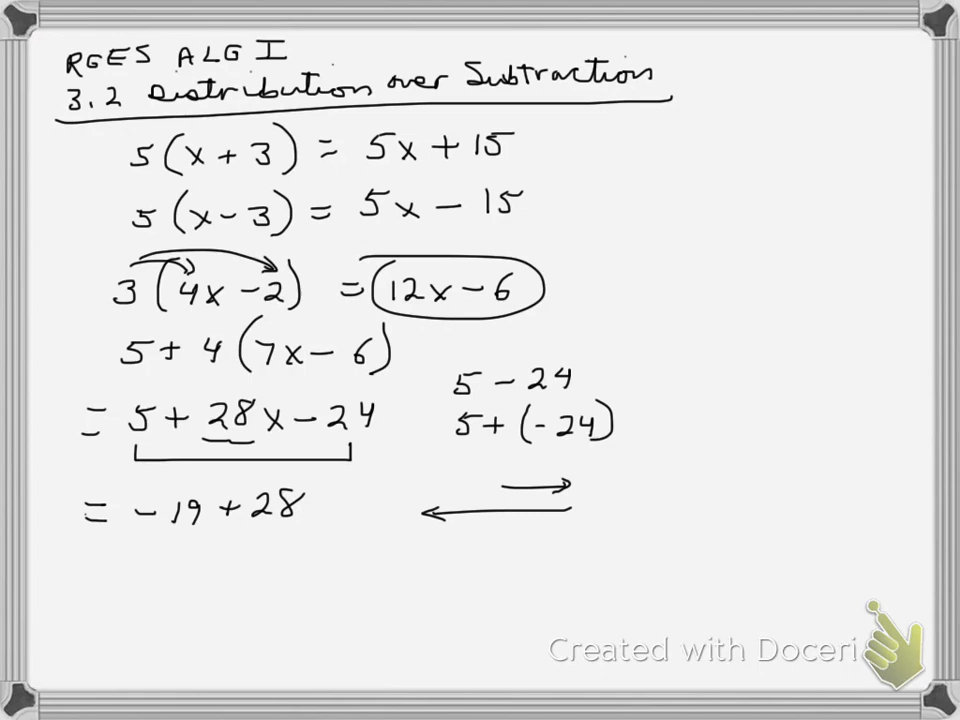 RGES ALG I
3.2 Distribution over Subtraction
5(x + 3) = 5x + 15
5(x - 3) = 5x - 15
3(4x - 2) = 12x - 6
5 + 4(7x - 6)
= 5 + 28x - 24
5 - 24
5 + (-24)
= -19 + 28
Created with Doceri